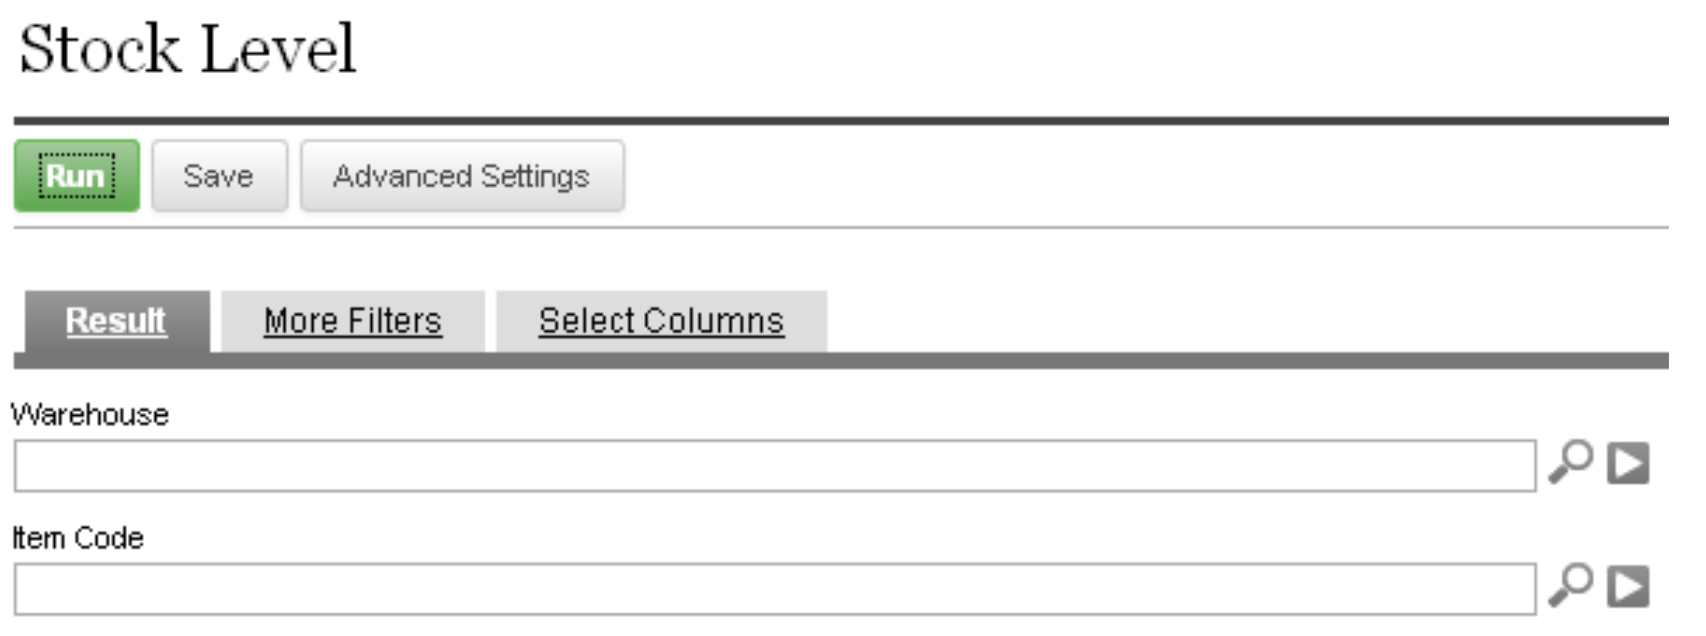 Stock Level
Run Save Advanced Settings
Result More Filters Select Columns
Warehouse
Item Code